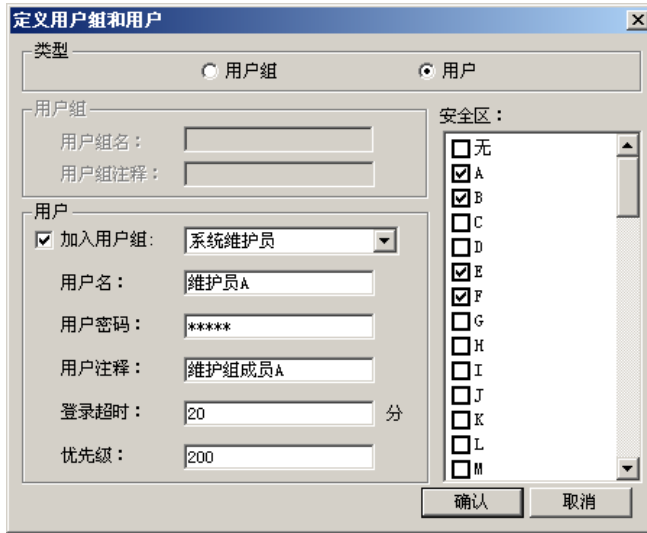 定义用户组和用户
类型
用户组
用户
用户组
用户组名：
用户组注释：
用户
加入用户组:
系统维护员
用户名：
维护员A
用户密码：
*****
用户注释：
维护组成员A
登录超时：
20
分
优先级：
200
安全区：
无
A
B
C
D
E
F
G
H
I
J
K
L
M
确认
取消